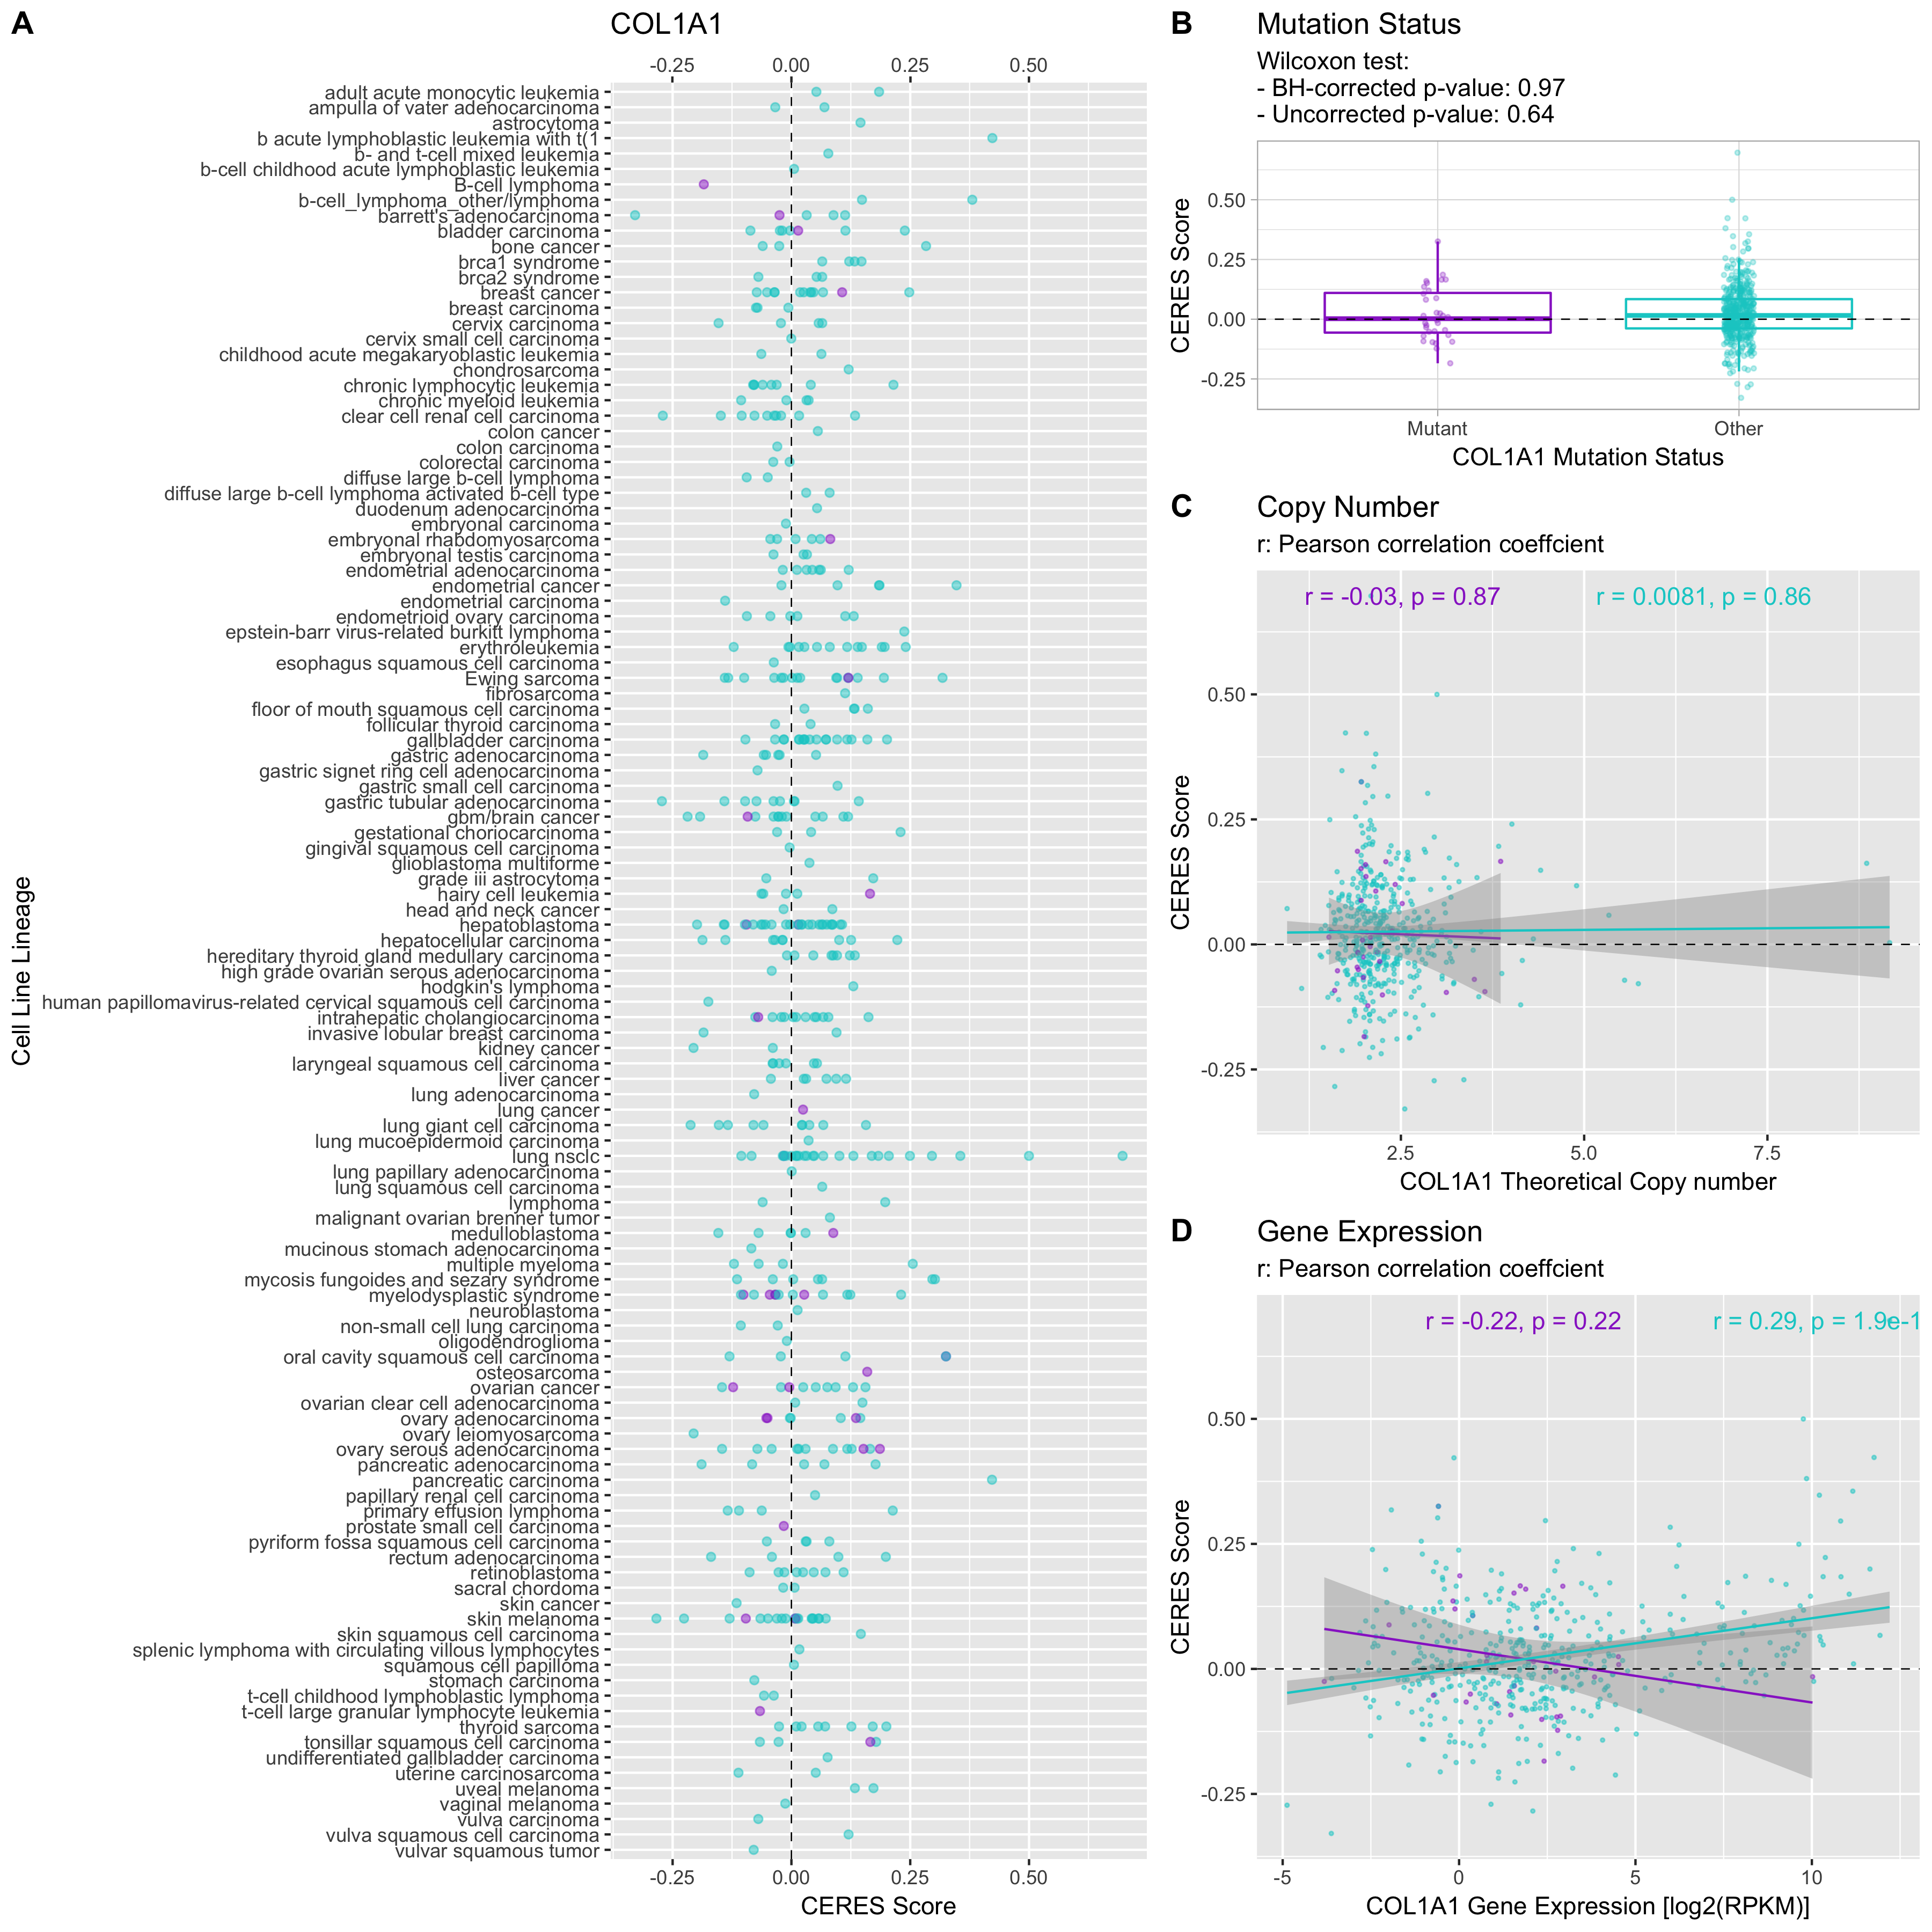 A
COL1A1
-0.25 0.00 0.25 0.50
Cell Line Lineage
adult acute monocytic leukemia
ampulla of vater adenocarcinoma
astrocytoma
b acute lymphoblastic leukemia with t(1
b- and t-cell mixed leukemia
b-cell childhood acute lymphoblastic leukemia
B-cell lymphoma
b-cell_lymphoma_other/lymphoma
barrett's adenocarcinoma
bladder carcinoma
bone cancer
brca1 syndrome
brca2 syndrome
breast cancer
breast carcinoma
cervix carcinoma
cervix small cell carcinoma
childhood acute megakaryoblastic leukemia
chondrosarcoma
chronic lymphocytic leukemia
chronic myeloid leukemia
clear cell renal cell carcinoma
colon cancer
colon carcinoma
colorectal carcinoma
diffuse large b-cell lymphoma
diffuse large b-cell lymphoma activated b-cell type
duodenum adenocarcinoma
embryonal carcinoma
embryonal rhabdomyosarcoma
embryonal testis carcinoma
endometrial adenocarcinoma
endometrial cancer
endometrial carcinoma
endometrioid ovary carcinoma
epstein-barr virus-related burkitt lymphoma
erythroleukemia
esophagus squamous cell carcinoma
Ewing sarcoma
fibrosarcoma
floor of mouth squamous cell carcinoma
follicular thyroid carcinoma
gallbladder carcinoma
gastric adenocarcinoma
gastric signet ring cell adenocarcinoma
gastric small cell carcinoma
gastric tubular adenocarcinoma
gbm/brain cancer
gestational choriocarcinoma
gingival squamous cell carcinoma
glioblastoma multiforme
grade iii astrocytoma
hairy cell leukemia
head and neck cancer
hepatoblastoma
hepatocellular carcinoma
hereditary thyroid gland medullary carcinoma
high grade ovarian serous adenocarcinoma
hodgkin's lymphoma
human papillomavirus-related cervical squamous cell carcinoma
intrahepatic cholangiocarcinoma
invasive lobular breast carcinoma
kidney cancer
laryngeal squamous cell carcinoma
liver cancer
lung adenocarcinoma
lung cancer
lung giant cell carcinoma
lung mucoepidermoid carcinoma
lung nsclc
lung papillary adenocarcinoma
lung squamous cell carcinoma
lymphoma
malignant ovarian brenner tumor
medulloblastoma
mucinous stomach adenocarcinoma
multiple myeloma
mycosis fungoides and sezary syndrome
myelodysplastic syndrome
neuroblastoma
non-small cell lung carcinoma
oligodendroglioma
oral cavity squamous cell carcinoma
osteosarcoma
ovarian cancer
ovarian clear cell adenocarcinoma
ovary adenocarcinoma
ovary leiomyosarcoma
ovary serous adenocarcinoma
pancreatic adenocarcinoma
pancreatic carcinoma
papillary renal cell carcinoma
primary effusion lymphoma
prostate small cell carcinoma
pyriform fossa squamous cell carcinoma
rectum adenocarcinoma
retinoblastoma
sacral chordoma
skin cancer
skin melanoma
skin squamous cell carcinoma
splenic lymphoma with circulating villous lymphocytes
squamous cell papilloma
stomach carcinoma
t-cell childhood lymphoblastic lymphoma
t-cell large granular lymphocyte leukemia
thyroid sarcoma
tonsillar squamous cell carcinoma
undifferentiated gallbladder carcinoma
uterine carcinosarcoma
uveal melanoma
vaginal melanoma
vulva carcinoma
vulva squamous cell carcinoma
vulvar squamous tumor
-0.25 0.00 0.25 0.50
CERES Score
B
Mutation Status
Wilcoxon test:
- BH-corrected p-value: 0.97
- Uncorrected p-value: 0.64
CERES Score
0.50
0.25
0.00
-0.25
Mutant Other
COL1A1 Mutation Status
C
Copy Number
r: Pearson correlation coeffcient
r = -0.03, p = 0.87 r = 0.0081, p = 0.86
CERES Score
0.50
0.25
0.00
-0.25
2.5 5.0 7.5
COL1A1 Theoretical Copy number
D
Gene Expression
r: Pearson correlation coeffcient
r = -0.22, p = 0.22 r = 0.29, p = 1.9e-1
CERES Score
0.50
0.25
0.00
-0.25
-5 0 5 10
COL1A1 Gene Expression [log2(RPKM)]